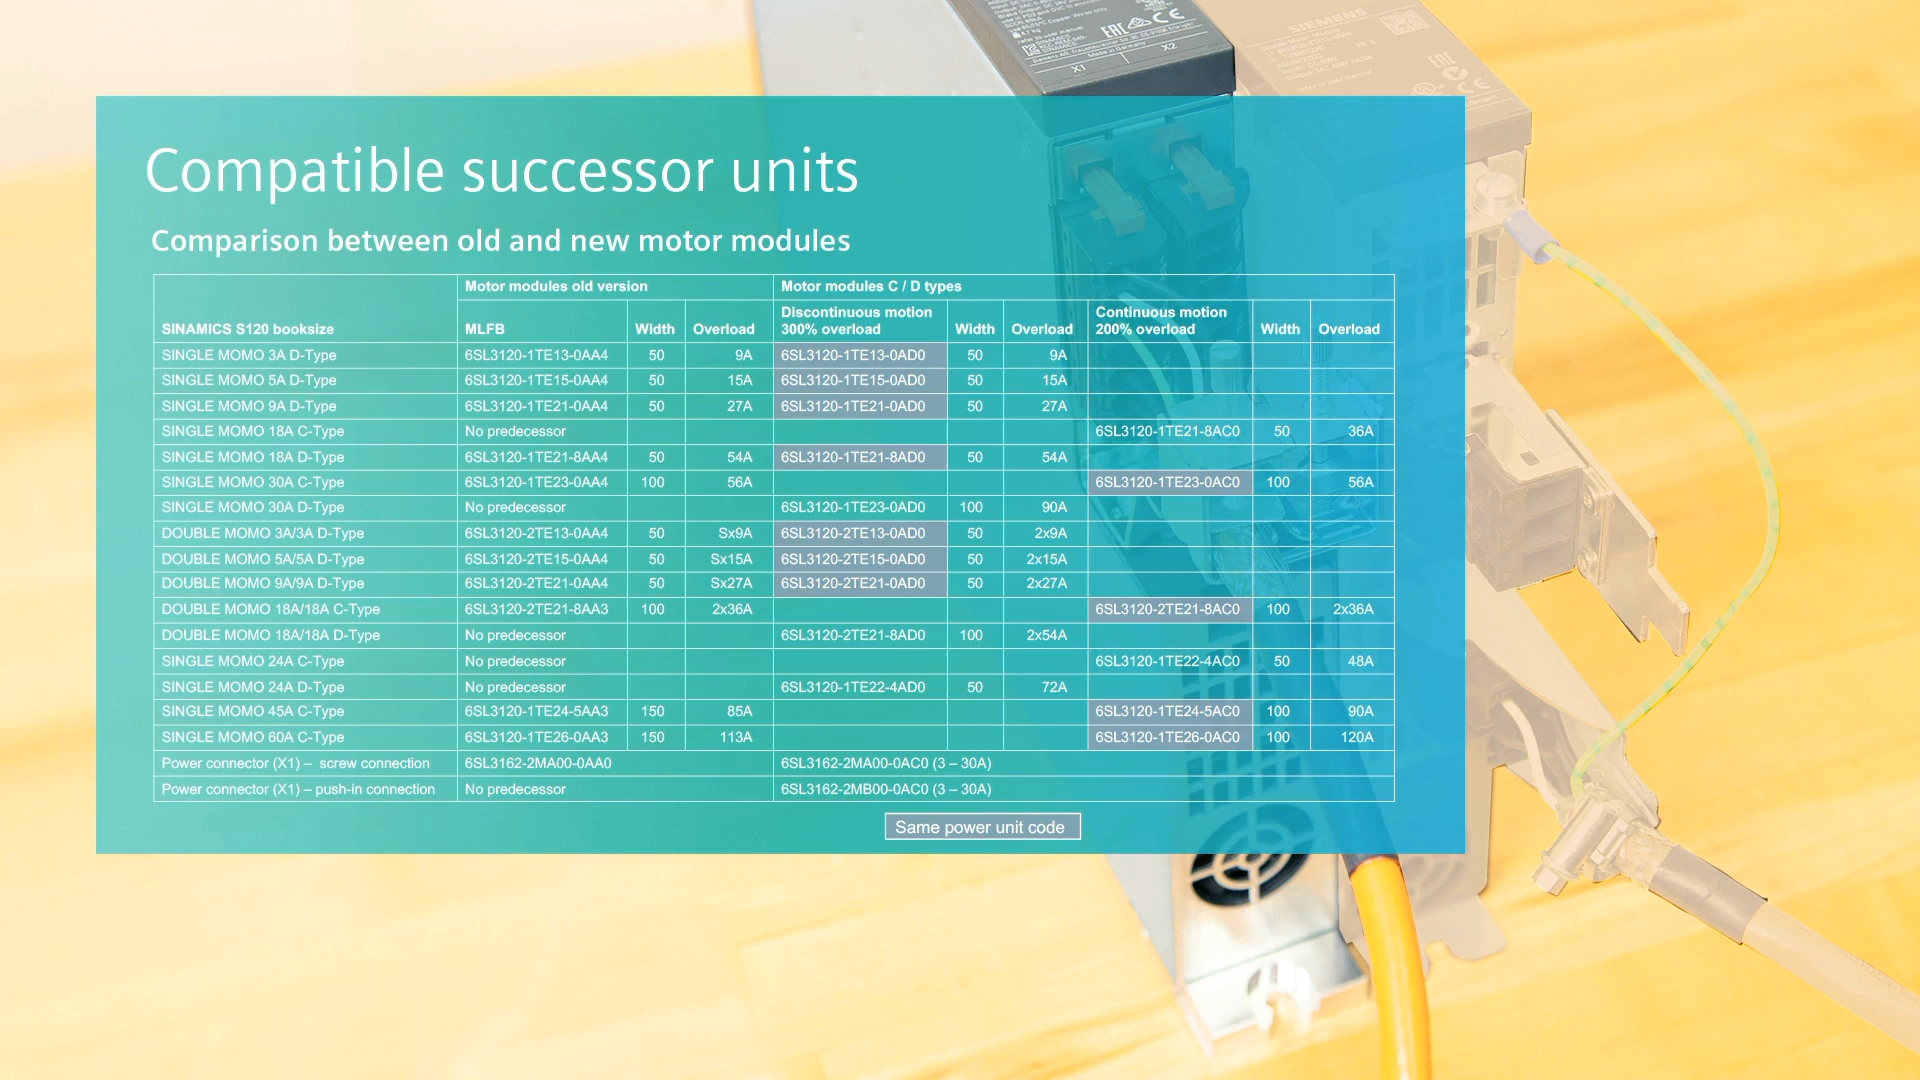 SIEMENS
EAC CE
X1
X2
Compatible successor units
Comparison between old and new motor modules
Motor modules old version Motor modules C / D types
SINAMICS S120 booksize MLFB Width Overload Discontinuous motion 300% overload Width Overload Continuous motion 200% overload Width Overload
SINGLE MOMO 3A D-Type 6SL3120-1TE13-0AA4 50 9A 6SL3120-1TE13-0AD0 50 9A
SINGLE MOMO 5A D-Type 6SL3120-1TE15-0AA4 50 15A 6SL3120-1TE15-0AD0 50 15A
SINGLE MOMO 9A D-Type 6SL3120-1TE21-0AA4 50 27A 6SL3120-1TE21-0AD0 50 27A
SINGLE MOMO 18A C-Type No predecessor 6SL3120-1TE21-8AC0 50 36A
SINGLE MOMO 18A D-Type 6SL3120-1TE21-8AA4 50 54A 6SL3120-1TE21-8AD0 50 54A
SINGLE MOMO 30A C-Type 6SL3120-1TE23-0AA4 100 56A 6SL3120-1TE23-0AC0 100 56A
SINGLE MOMO 30A D-Type No predecessor 6SL3120-1TE23-0AD0 100 90A
DOUBLE MOMO 3A/3A D-Type 6SL3120-2TE13-0AA4 50 Sx9A 6SL3120-2TE13-0AD0 50 2x9A
DOUBLE MOMO 5A/5A D-Type 6SL3120-2TE15-0AA4 50 Sx15A 6SL3120-2TE15-0AD0 50 2x15A
DOUBLE MOMO 9A/9A D-Type 6SL3120-2TE21-0AA4 50 Sx27A 6SL3120-2TE21-0AD0 50 2x27A
DOUBLE MOMO 18A/18A C-Type 6SL3120-2TE21-8AA3 100 2x36A 6SL3120-2TE21-8AC0 100 2x36A
DOUBLE MOMO 18A/18A D-Type No predecessor 6SL3120-2TE21-8AD0 100 2x54A
SINGLE MOMO 24A C-Type No predecessor 6SL3120-1TE22-4AC0 50 48A
SINGLE MOMO 24A D-Type No predecessor 6SL3120-1TE22-4AD0 50 72A
SINGLE MOMO 45A C-Type 6SL3120-1TE24-5AA3 150 85A 6SL3120-1TE24-5AC0 100 90A
SINGLE MOMO 60A C-Type 6SL3120-1TE26-0AA3 150 113A 6SL3120-1TE26-0AC0 100 120A
Power connector (X1) – screw connection 6SL3162-2MA00-0AA0 6SL3162-2MA00-0AC0 (3 – 30A)
Power connector (X1) – push-in connection No predecessor 6SL3162-2MB00-0AC0 (3 – 30A)
Same power unit code